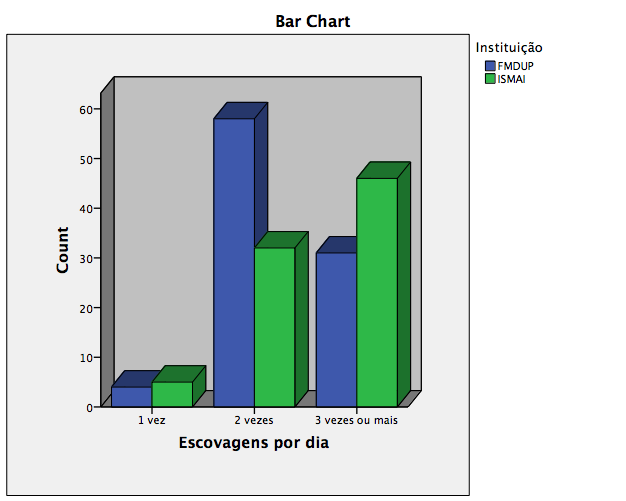 Bar Chart
Instituição
FMDUP
ISMAI
60
50
40
30
20
10
0
Count
1 vez
2 vezes
3 vezes ou mais
Escovagens por dia